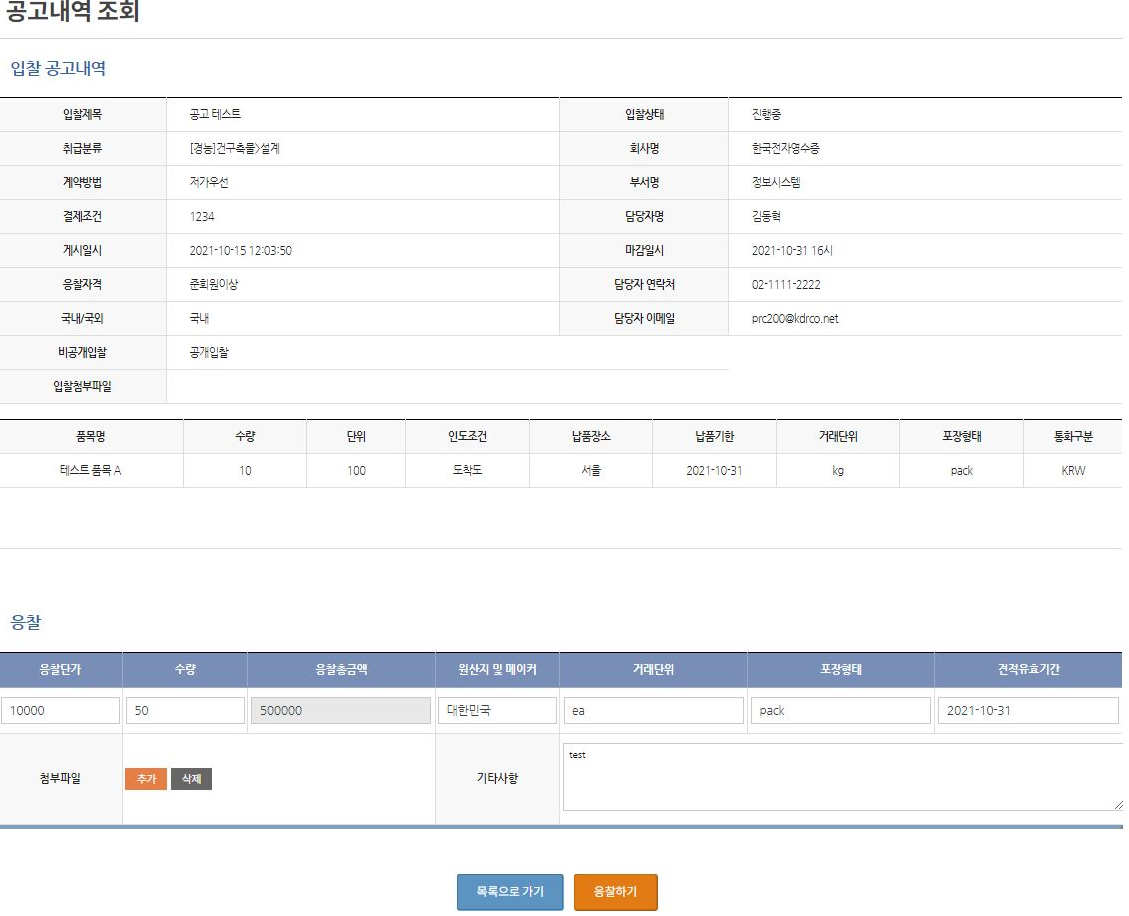 공고내역 조회
입찰 공고내역
입찰제목 공고 테스트 입찰상태 진행중
취급분류 [경농]건구축물>설계 회사명 한국전자영수증
계약방법 저가우선 부서명 정보시스템
결제조건 1234 담당자명 김동혁
게시일시 2021-10-15 12:03:50 마감일시 2021-10-31 16시
응찰자격 준회원이상 담당자 연락처 02-1111-2222
국내/국외 국내 담당자 이메일 prc200@kdrco.net
비공개입찰 공개입찰
입찰첨부파일
품목명 수량 단위 인도조건 납품장소 납품기한 거래단위 포장형태 통화구분
테스트 품목 A 10 100 도착도 서울 2021-10-31 kg pack KRW
응찰
응찰단가 수량 응찰총금액 원산지 및 메이커 거래단위 포장형태 견적유효기간
10000 50 500000 대한민국 ea pack 2021-10-31
첨부파일 추가 삭제 기타사항 test
목록으로 가기 응찰하기